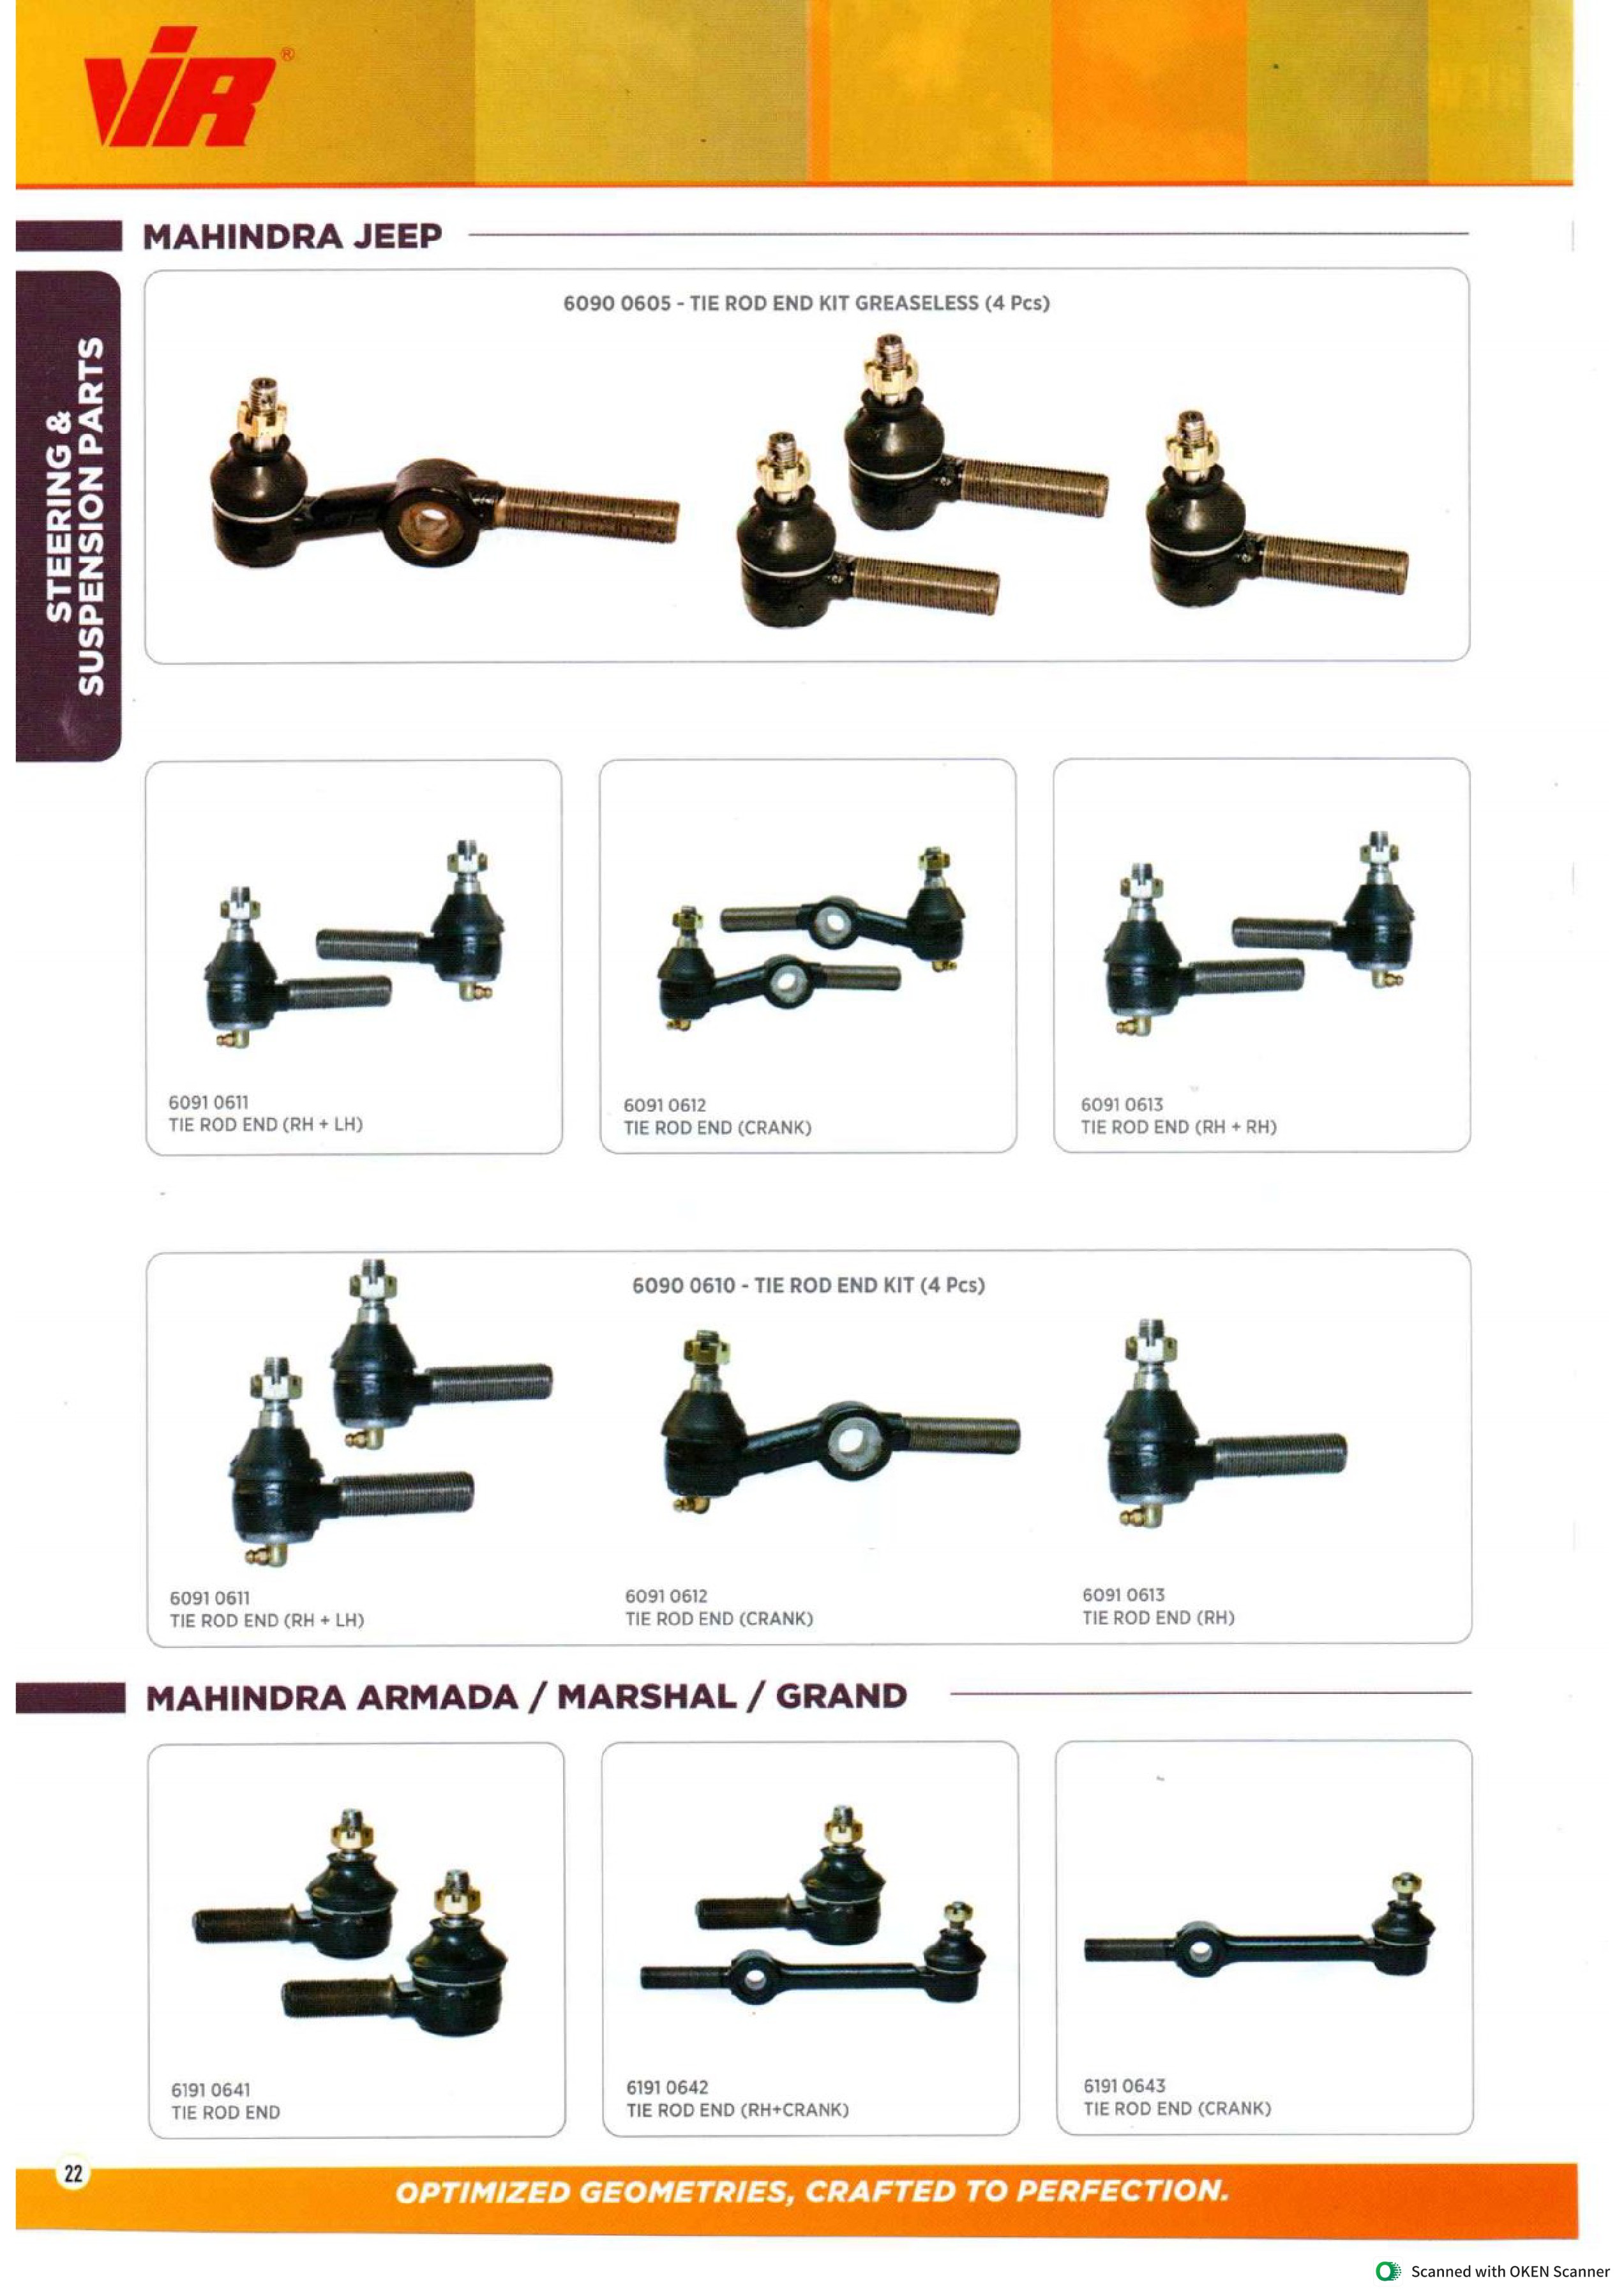 VIR®
MAHINDRA JEEP
STEERING &
SUSPENSION PARTS
6090 0605 - TIE ROD END KIT GREASELESS (4 Pcs)
6091 0611
TIE ROD END (RH + LH)
6091 0612
TIE ROD END (CRANK)
6091 0613
TIE ROD END (RH + RH)
6090 0610 - TIE ROD END KIT (4 Pcs)
6091 0611
TIE ROD END (RH + LH)
6091 0612
TIE ROD END (CRANK)
6091 0613
TIE ROD END (RH)
MAHINDRA ARMADA / MARSHAL / GRAND
6191 0641
TIE ROD END
6191 0642
TIE ROD END (RH+CRANK)
6191 0643
TIE ROD END (CRANK)
22
OPTIMIZED GEOMETRIES, CRAFTED TO PERFECTION.
Scanned with OKEN Scanner